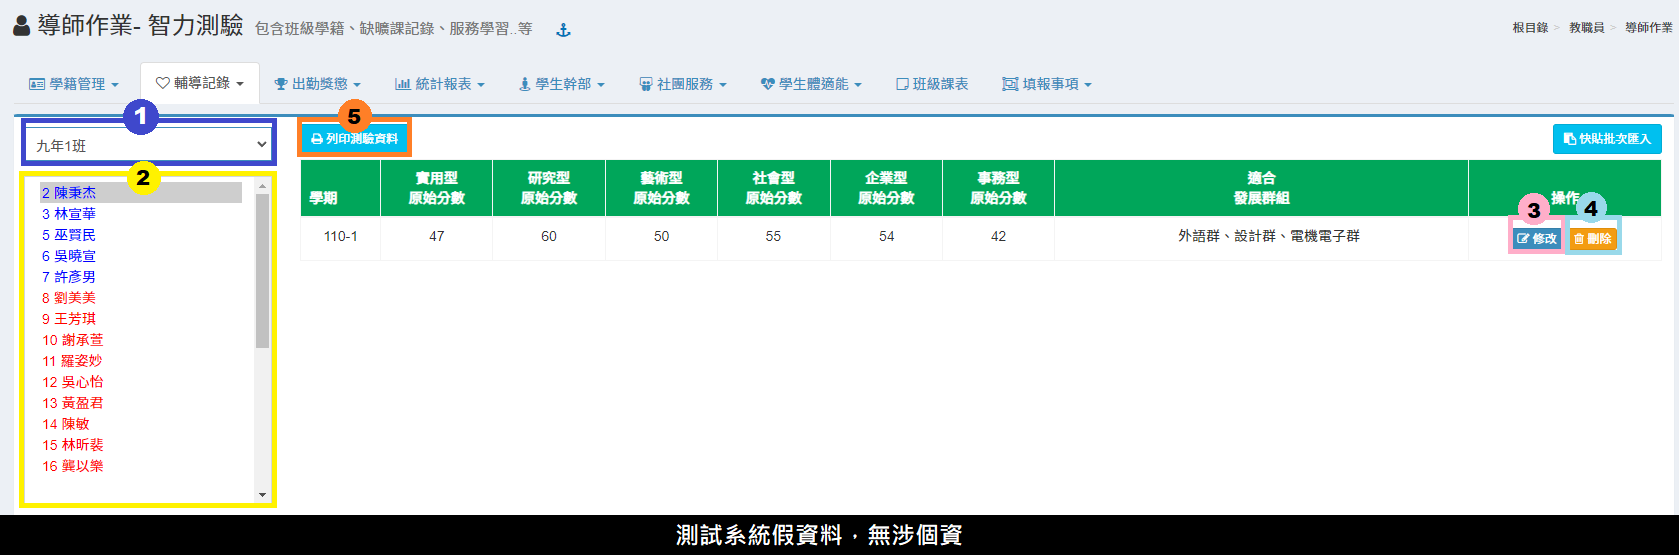 導師作業- 智力測驗 包含班級學籍、缺曠課記錄、服務學習..等
根目錄 > 教職員 > 導師作業
學籍管理 輔導記錄 出勤獎懲 統計報表 學生幹部 社團服務 學生體適能 班級課表 填報事項
1
九年1班
2
2 陳秉杰
3 林宣華
5 巫賢民
6 吳曉宣
7 許彥男
8 劉美美
9 王芳琪
10 謝承萱
11 羅姿妙
12 吳心怡
13 黃盈君
14 陳敏
15 林昕裴
16 龔以樂
5
列印測驗資料
快貼批次匯入
學期
實用型
原始分數
研究型
原始分數
藝術型
原始分數
社會型
原始分數
企業型
原始分數
事務型
原始分數
適合
發展群組
操作
3
4
110-1 47 60 50 55 54 42 外語群、設計群、電機電子群 修改 刪除
測試系統假資料，無涉個資